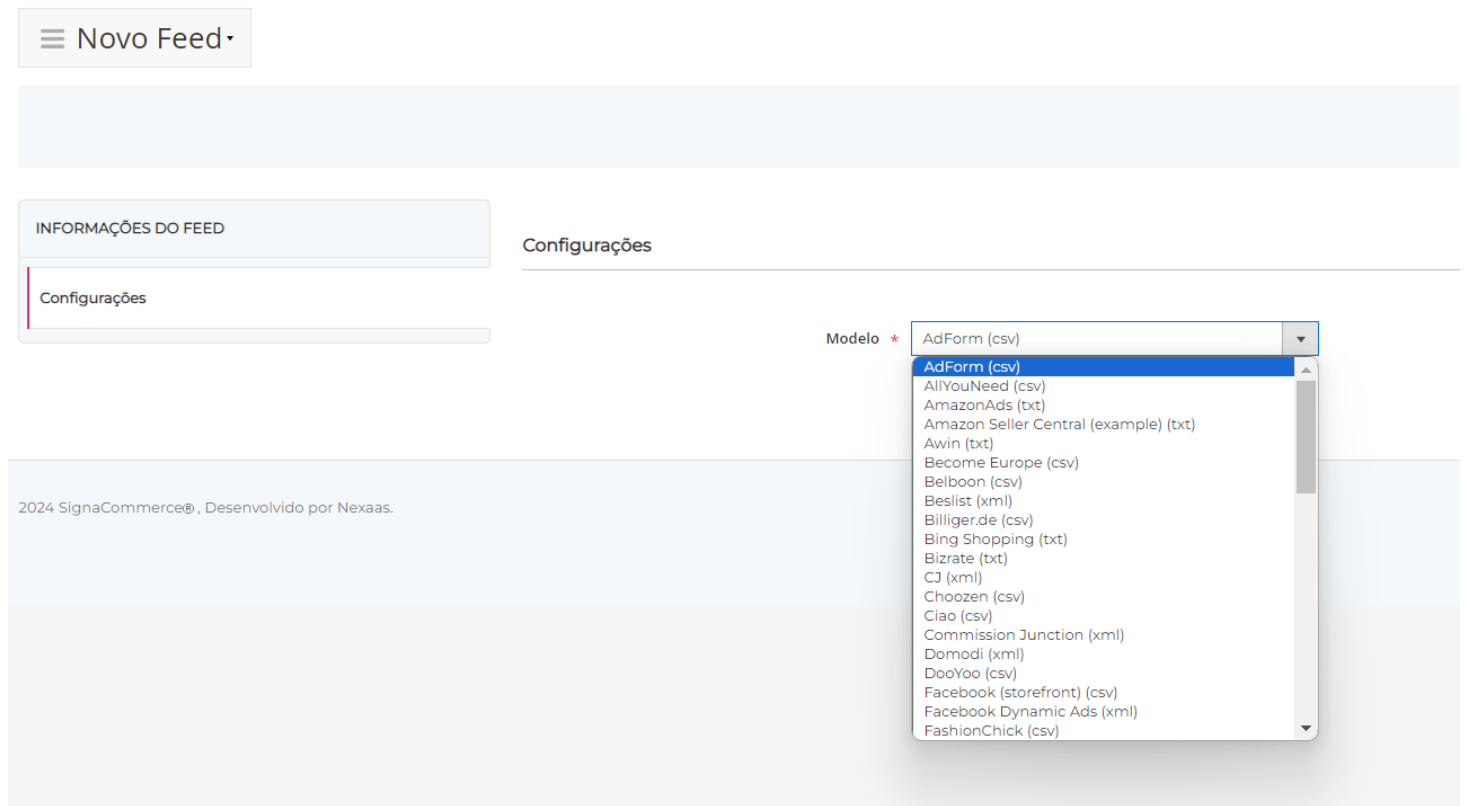 Novo Feed
INFORMAÇÕES DO FEED
Configurações
Configurações
Modelo * AdForm (csv)
AdForm (csv)
AllYouNeed (csv)
AmazonAds (txt)
Amazon Seller Central (example) (txt)
Awin (txt)
Become Europe (csv)
Belboon (csv)
Beslist (xml)
Billiger.de (csv)
Bing Shopping (txt)
Bizrate (txt)
CJ (xml)
Choozen (csv)
Ciao (csv)
Commission Junction (xml)
Domodi (xml)
DooYoo (csv)
Facebook (storefront) (csv)
Facebook Dynamic Ads (xml)
FashionChick (csv)
2024 SignaCommerce® , Desenvolvido por Nexaas.